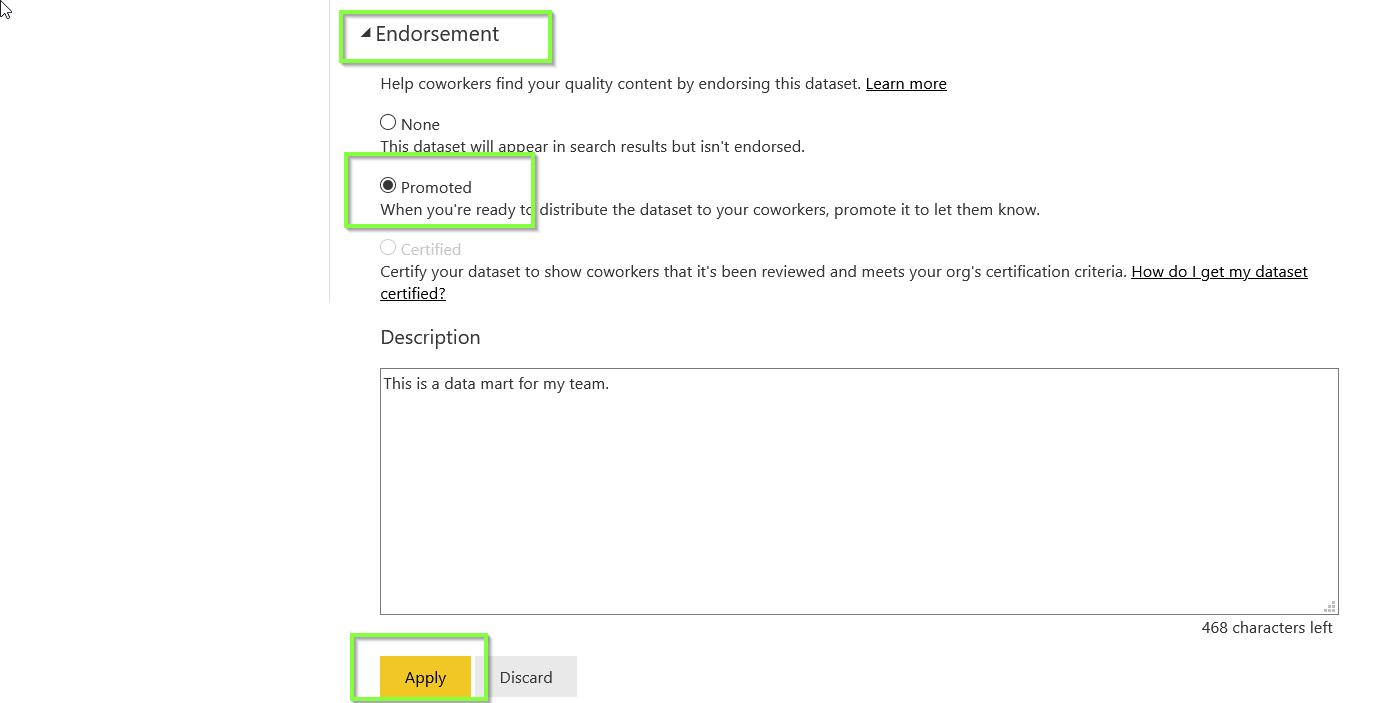 Endorsement
Help coworkers find your quality content by endorsing this dataset. Learn more
None
This dataset will appear in search results but isn't endorsed.
Promoted
When you're ready to distribute the dataset to your coworkers, promote it to let them know.
Certified
Certify your dataset to show coworkers that it's been reviewed and meets your org's certification criteria. How do I get my dataset
certified?
Description
This is a data mart for my team.
468 characters left
Apply Discard